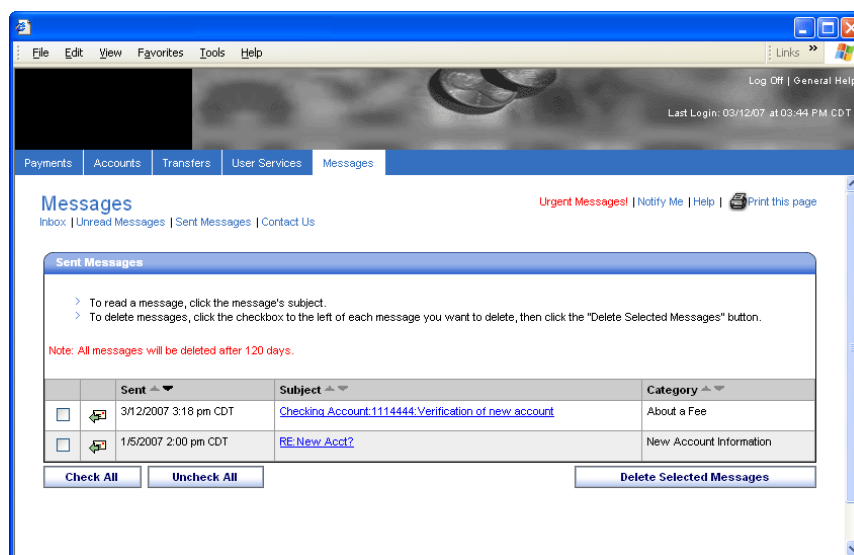 File Edit View Favorites Tools Help Links »
Log Off | General Help
Last Login: 03/12/07 at 03:44 PM CDT
Payments Accounts Transfers User Services Messages
Messages
Urgent Messages! | Notify Me | Help | Print this page
Inbox | Unread Messages | Sent Messages | Contact Us
Sent Messages
To read a message, click the message's subject.
To delete messages, click the checkbox to the left of each message you want to delete, then click the "Delete Selected Messages" button.
Note: All messages will be deleted after 120 days.
Sent Subject Category
3/12/2007 3:18 pm CDT Checking Account:1114444:Verification of new account About a Fee
1/5/2007 2:00 pm CDT RE:New Acct? New Account Information
Check All Uncheck All Delete Selected Messages